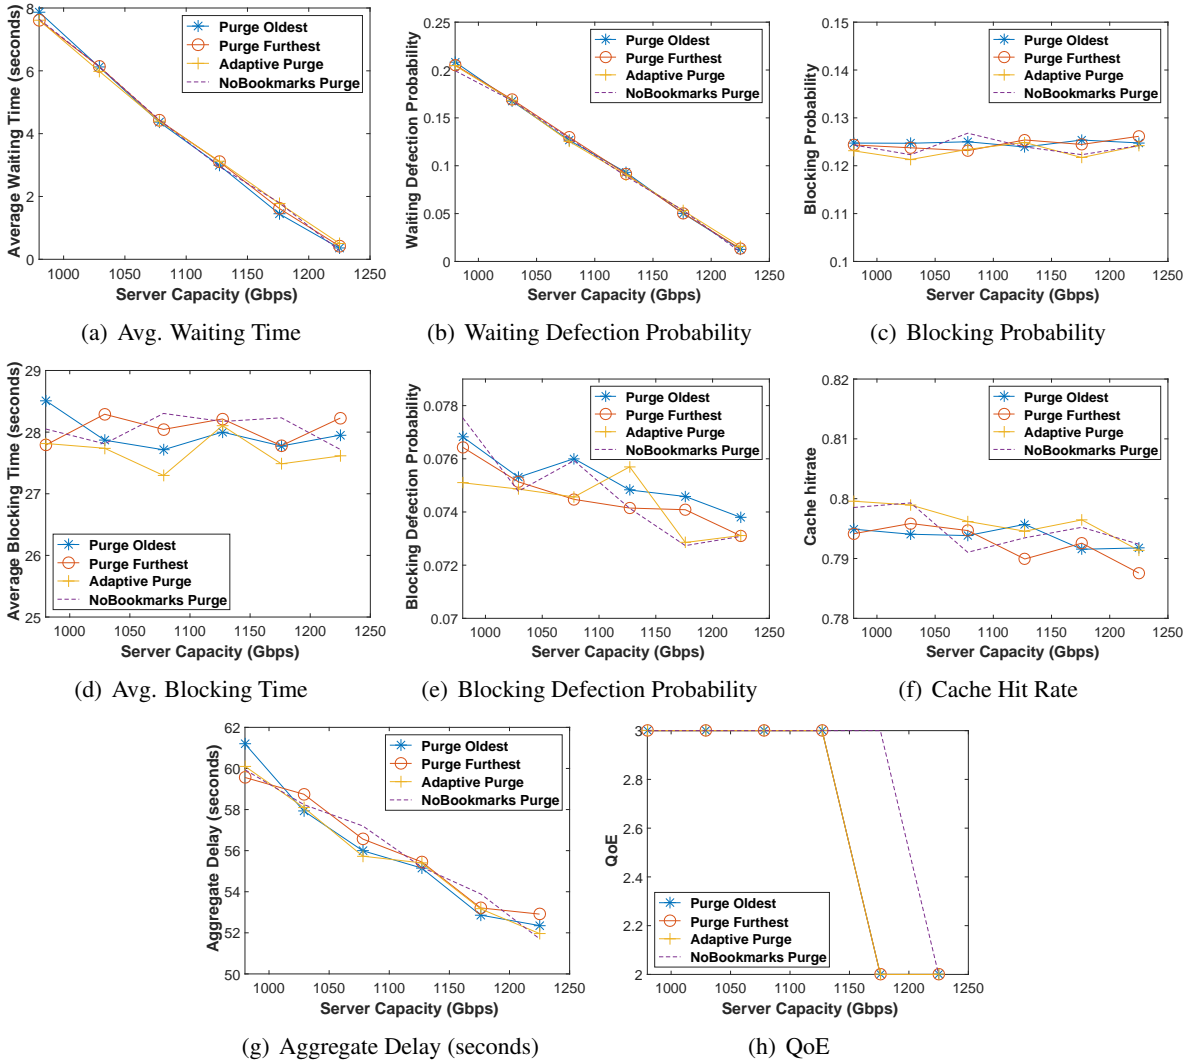 Average Waiting Time (seconds)
8
6
4
2
0
1000 1050 1100 1150 1200 1250
Server Capacity (Gbps)
Purge Oldest
Purge Furthest
Adaptive Purge
NoBookmarks Purge
(a) Avg. Waiting Time
Waiting Defection Probability
0.25
0.2
0.15
0.1
0.05
0
1000 1050 1100 1150 1200 1250
Server Capacity (Gbps)
Purge Oldest
Purge Furthest
Adaptive Purge
NoBookmarks Purge
(b) Waiting Defection Probability
Blocking Probability
0.15
0.14
0.13
0.12
0.11
0.1
1000 1050 1100 1150 1200 1250
Server Capacity (Gbps)
Purge Oldest
Purge Furthest
Adaptive Purge
NoBookmarks Purge
(c) Blocking Probability
Average Blocking Time (seconds)
29
28
27
26
25
1000 1050 1100 1150 1200 1250
Server Capacity (Gbps)
Purge Oldest
Purge Furthest
Adaptive Purge
NoBookmarks Purge
(d) Avg. Blocking Time
Blocking Defection Probability
0.078
0.076
0.074
0.072
0.07
1000 1050 1100 1150 1200 1250
Server Capacity (Gbps)
Purge Oldest
Purge Furthest
Adaptive Purge
NoBookmarks Purge
(e) Blocking Defection Probability
Cache hitrate
0.82
0.81
0.8
0.79
0.78
1000 1050 1100 1150 1200 1250
Server Capacity (Gbps)
Purge Oldest
Purge Furthest
Adaptive Purge
NoBookmarks Purge
(f) Cache Hit Rate
Aggregate Delay (seconds)
62
60
58
56
54
52
50
1000 1050 1100 1150 1200 1250
Server Capacity (Gbps)
Purge Oldest
Purge Furthest
Adaptive Purge
NoBookmarks Purge
(g) Aggregate Delay (seconds)
QoE
3
2.8
2.6
2.4
2.2
2
1000 1050 1100 1150 1200 1250
Server Capacity (Gbps)
Purge Oldest
Purge Furthest
Adaptive Purge
NoBookmarks Purge
(h) QoE